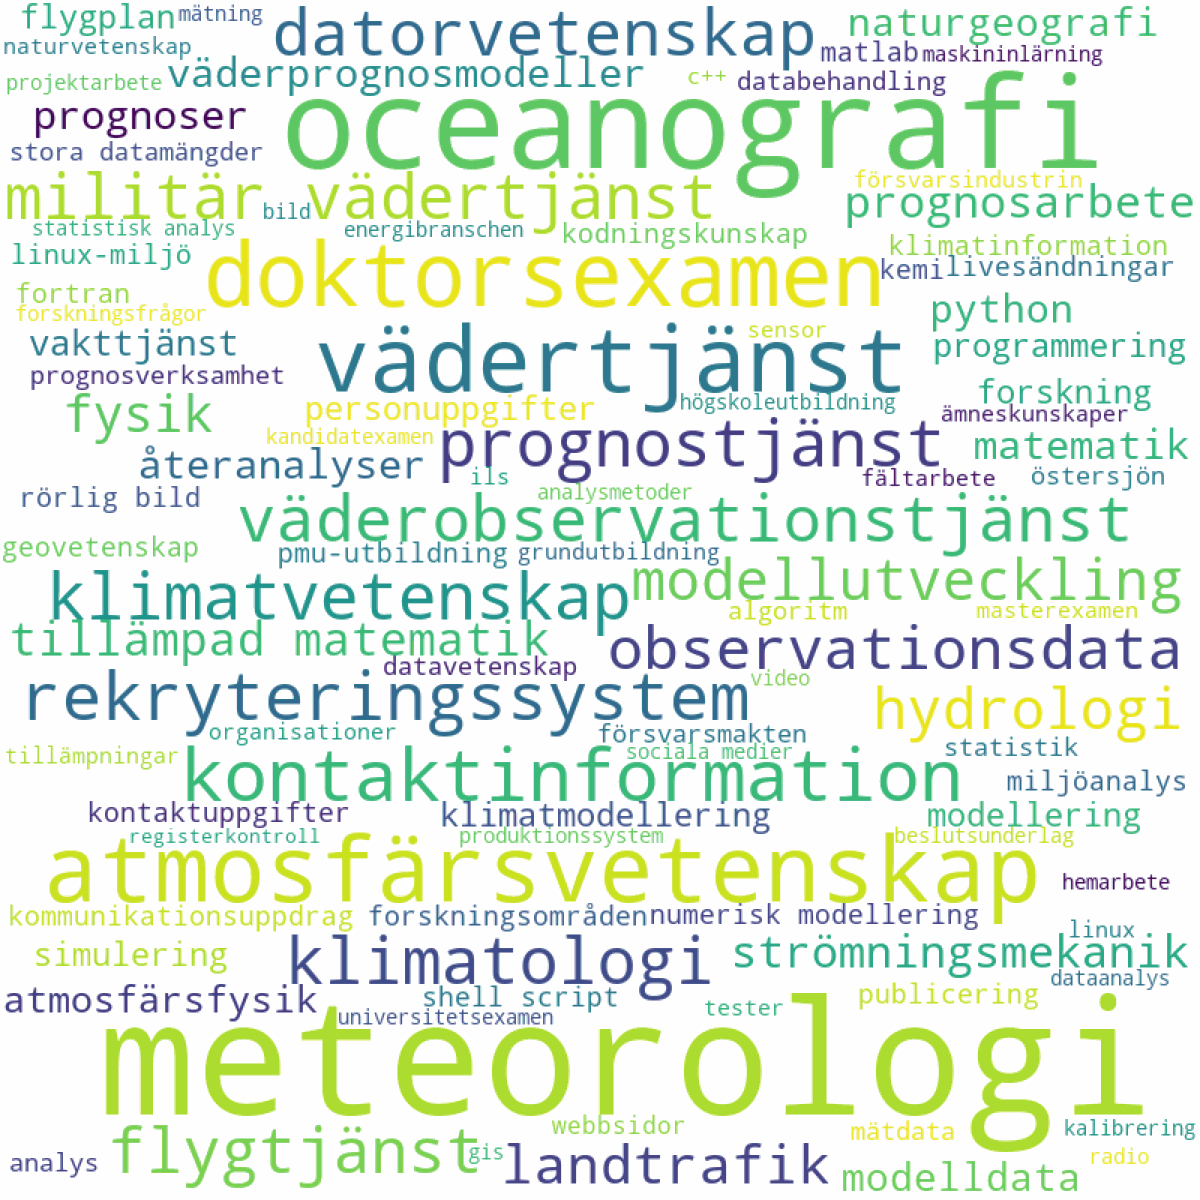 flygplan
mätning
datorvetenskap
naturgeografi
naturvetenskap
matlab
maskininlärning
projektarbete
väderprognosmodeller
c++
databehandling
prognoser
oceanografi
stora datamängder
militär vädertjänst
försvarsindustrin
bild
prognosarbete
statistisk analys
energibranschen
kodningskunskap
linux-miljö
doktorsexamen
klimatinformation
kemi
livesändningar
fortran
forskningsfrågor
python
sensor
vakttjänst
vädertjänst
programmering
prognosverksamhet
forskning
fysik
personuppgifter
högskoleutbildning
ämneskunskaper
kandidatexamen
prognostjänst
matematik
återanalyser
ils
fältarbete
östersjön
rörlig bild
analysmetoder
väderobservationstjänst
geovetenskap
pmu-utbildning
grundutbildning
klimatvetenskap
modellutveckling
algoritm
masterexamen
tillämpad matematik
observationsdata
datavetenskap
video
rekryteringssystem
hydrologi
organisationer
försvarsmakten
tillämpningar
sociala medier
statistik
kontaktinformation
miljöanalys
kontaktuppgifter
klimatmodellering
modellering
registerkontroll
produktionssystem
beslutsunderlag
atmosfärsvetenskap
hemarbete
kommunikationsuppdrag
forskningsområden
numerisk modellering
linux
simulering
klimatologi
strömningsmekanik
dataanalys
atmosfärsfysik
shell script
publicering
universitetsexamen
tester
meteorologi
webbsidor
mätdata
kalibrering
flygtjänst
gis
landtrafik
radio
analys
modelldata